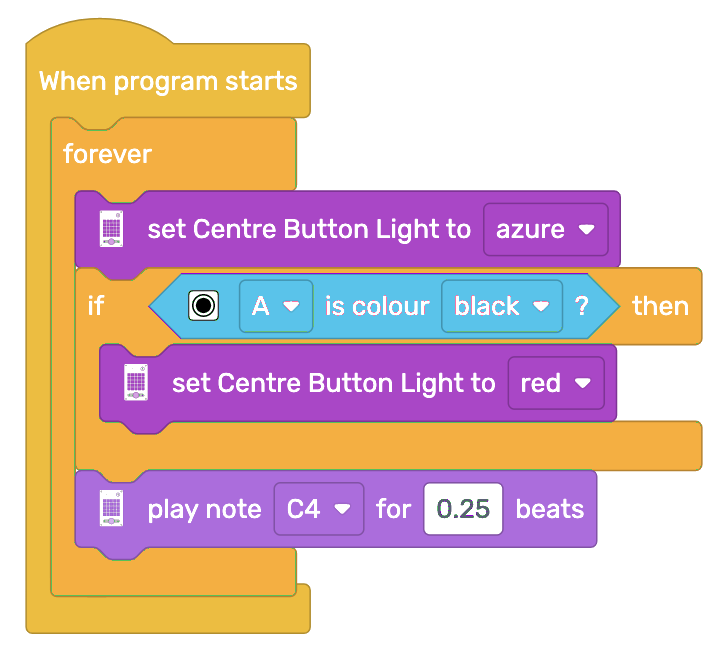 When program starts
forever
set Centre Button Light to azure
if A is colour black ? then
set Centre Button Light to red
play note C4 for 0.25 beats